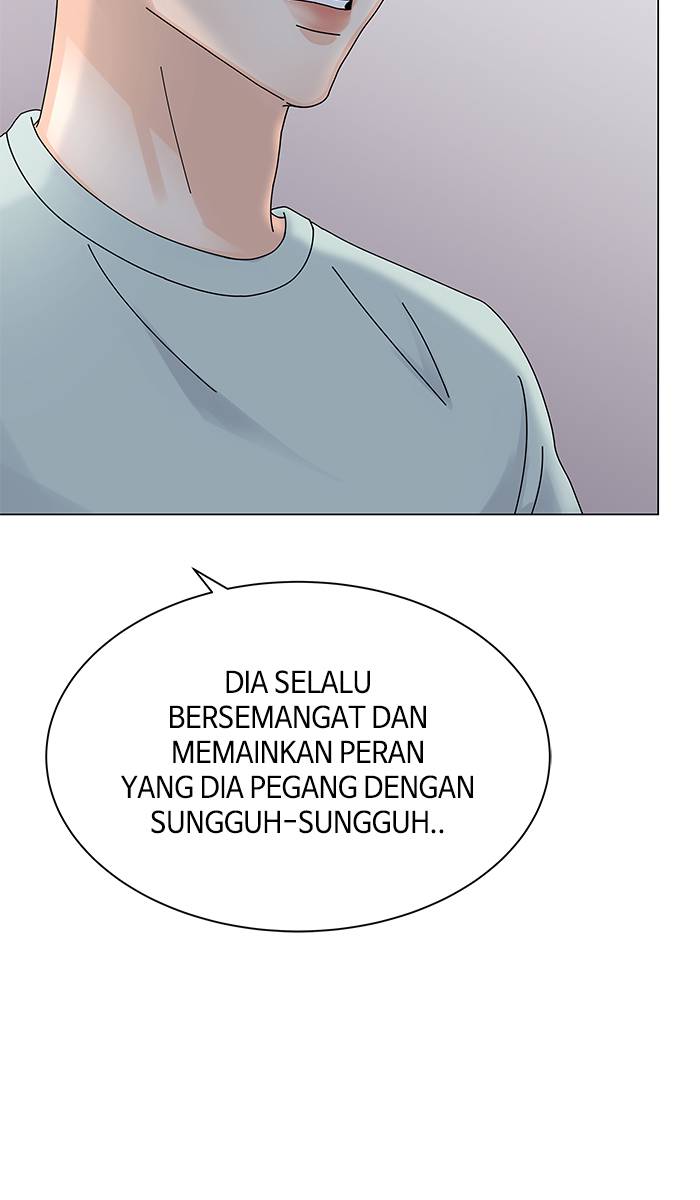 DIA SELALU
BERSEMANGAT DAN
MEMAINKAN PERAN
YANG DIA PEGANG DENGAN
SUNGGUH-SUNGGUH..